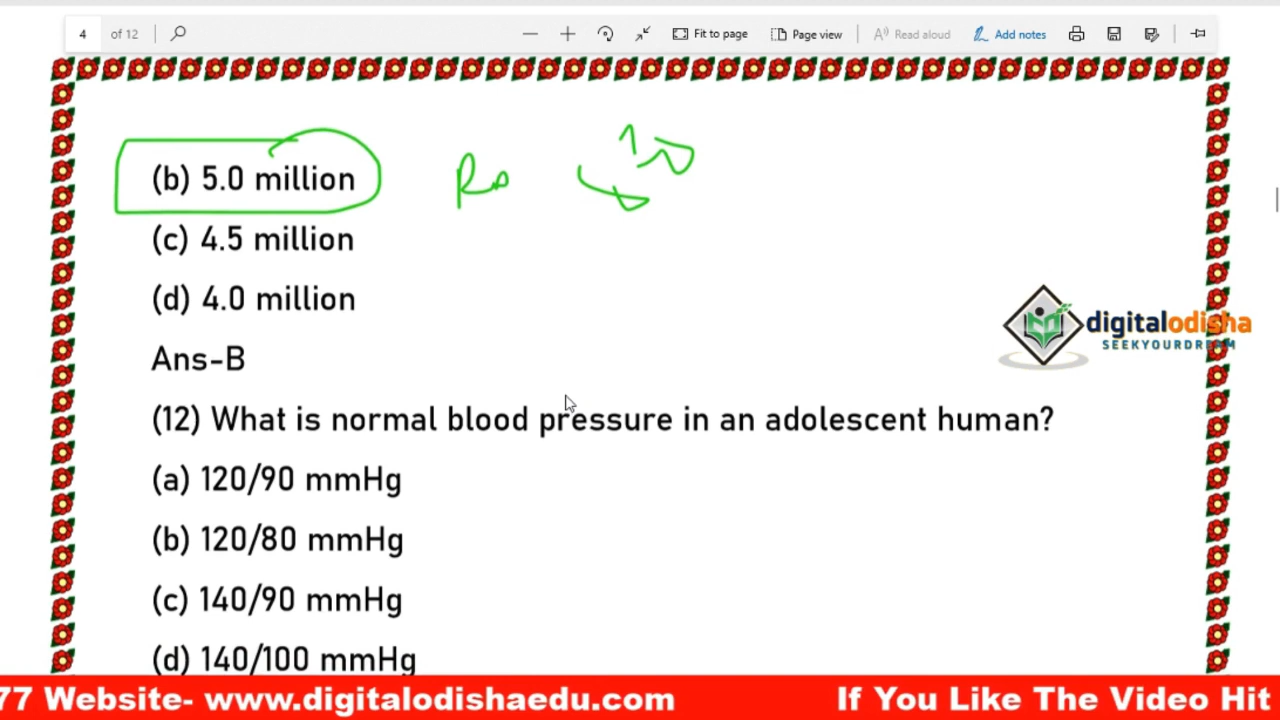 4 of 12
Fit to page
Page view
Read aloud
Add notes
(b) 5.0 million
(c) 4.5 million
(d) 4.0 million
Ans-B
digitalodisha
SEEKYOURDREAM
(12) What is normal blood pressure in an adolescent human?
(a) 120/90 mmHg
(b) 120/80 mmHg
(c) 140/90 mmHg
(d) 140/100 mmHg
77 Website- www.digitalodishaedu.com If You Like The Video Hit